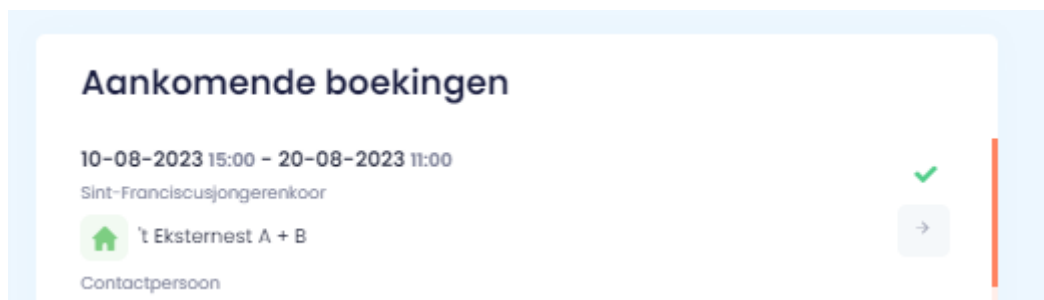 Aankomende boekingen
10-08-2023 15:00 - 20-08-2023 11:00
Sint-Franciscusjongerenkoor
't Eksternest A + B
Contactpersoon